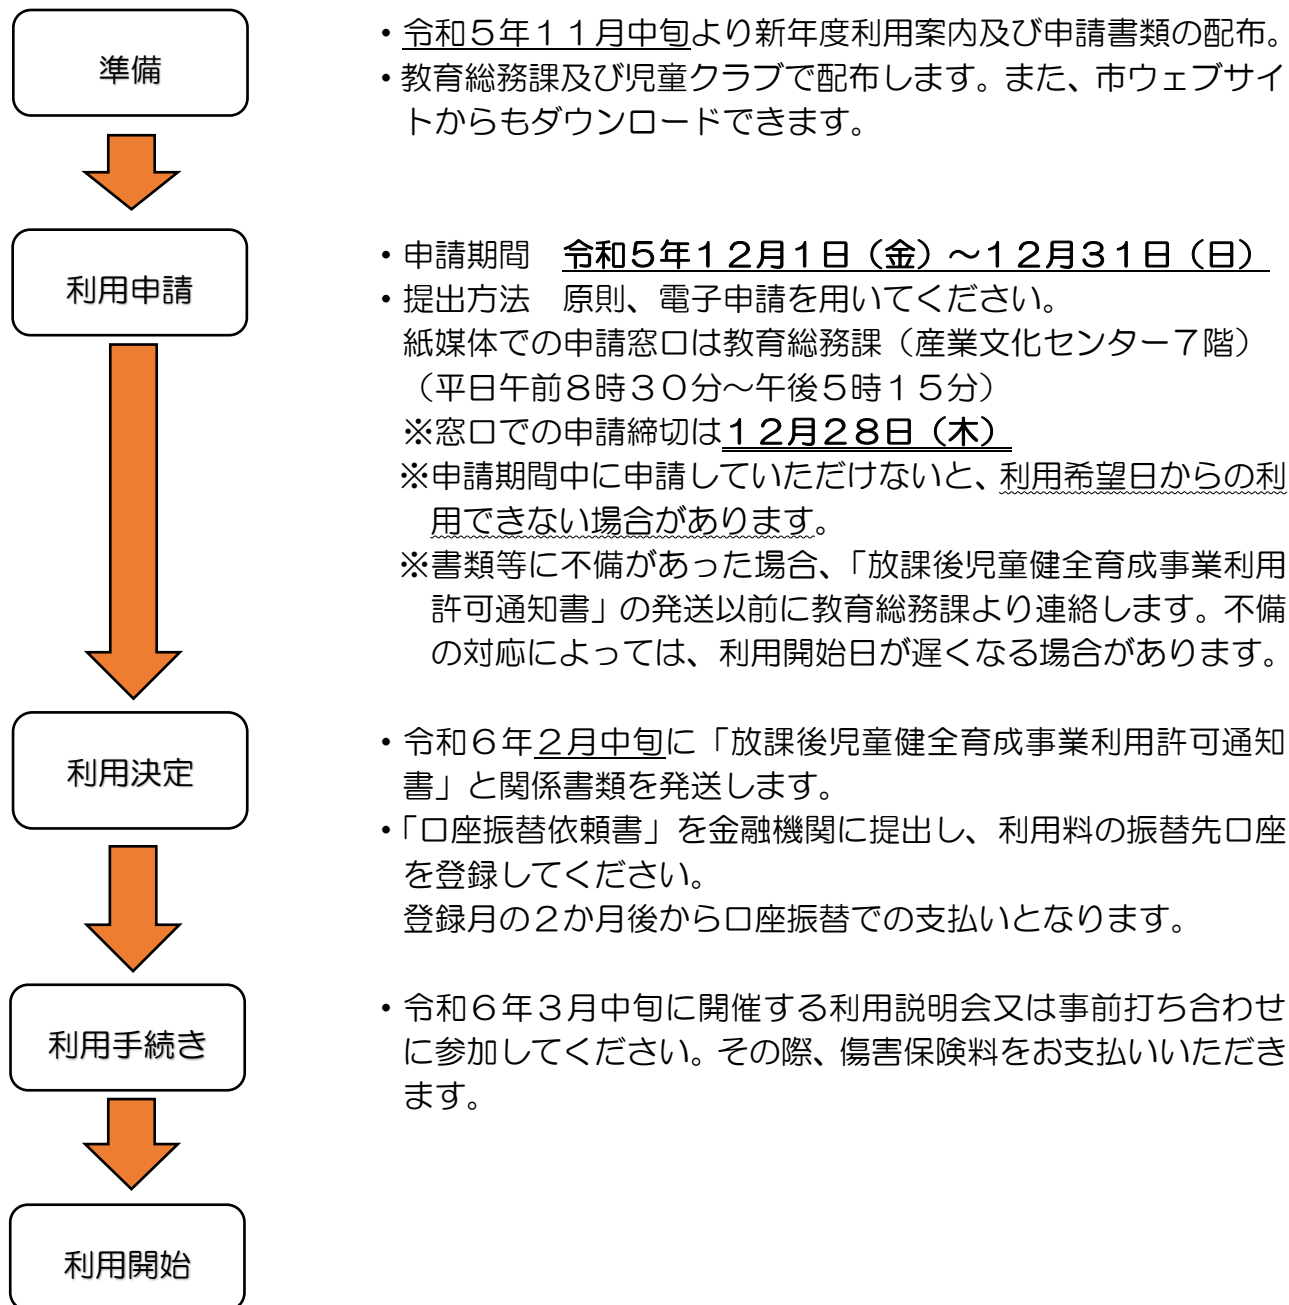 準備
・令和５年１１月中旬より新年度利用案内及び申請書類の配布。
・教育総務課及び児童クラブで配布します。また、市ウェブサイ
トからもダウンロードできます。
利用申請
・申請期間　令和５年１２月１日（金）～１２月３１日（日）
・提出方法　原則、電子申請を用いてください。
紙媒体での申請窓口は教育総務課（産業文化センター７階）
（平日午前８時３０分～午後５時１５分）
※窓口での申請締切は１２月２８日（木）
※申請期間中に申請していただけないと、利用希望日からの利
用できない場合があります。
※書類等に不備があった場合、「放課後児童健全育成事業利用
許可通知書」の発送以前に教育総務課より連絡します。不備
の対応によっては、利用開始日が遅くなる場合があります。
利用決定
・令和６年２月中旬に「放課後児童健全育成事業利用許可通知
書」と関係書類を発送します。
・「口座振替依頼書」を金融機関に提出し、利用料の振替先口座
を登録してください。
登録月の２か月後から口座振替での支払いとなります。
利用手続き
・令和６年３月中旬に開催する利用説明会又は事前打ち合わせ
に参加してください。その際、傷害保険料をお支払いいただき
ます。
利用開始